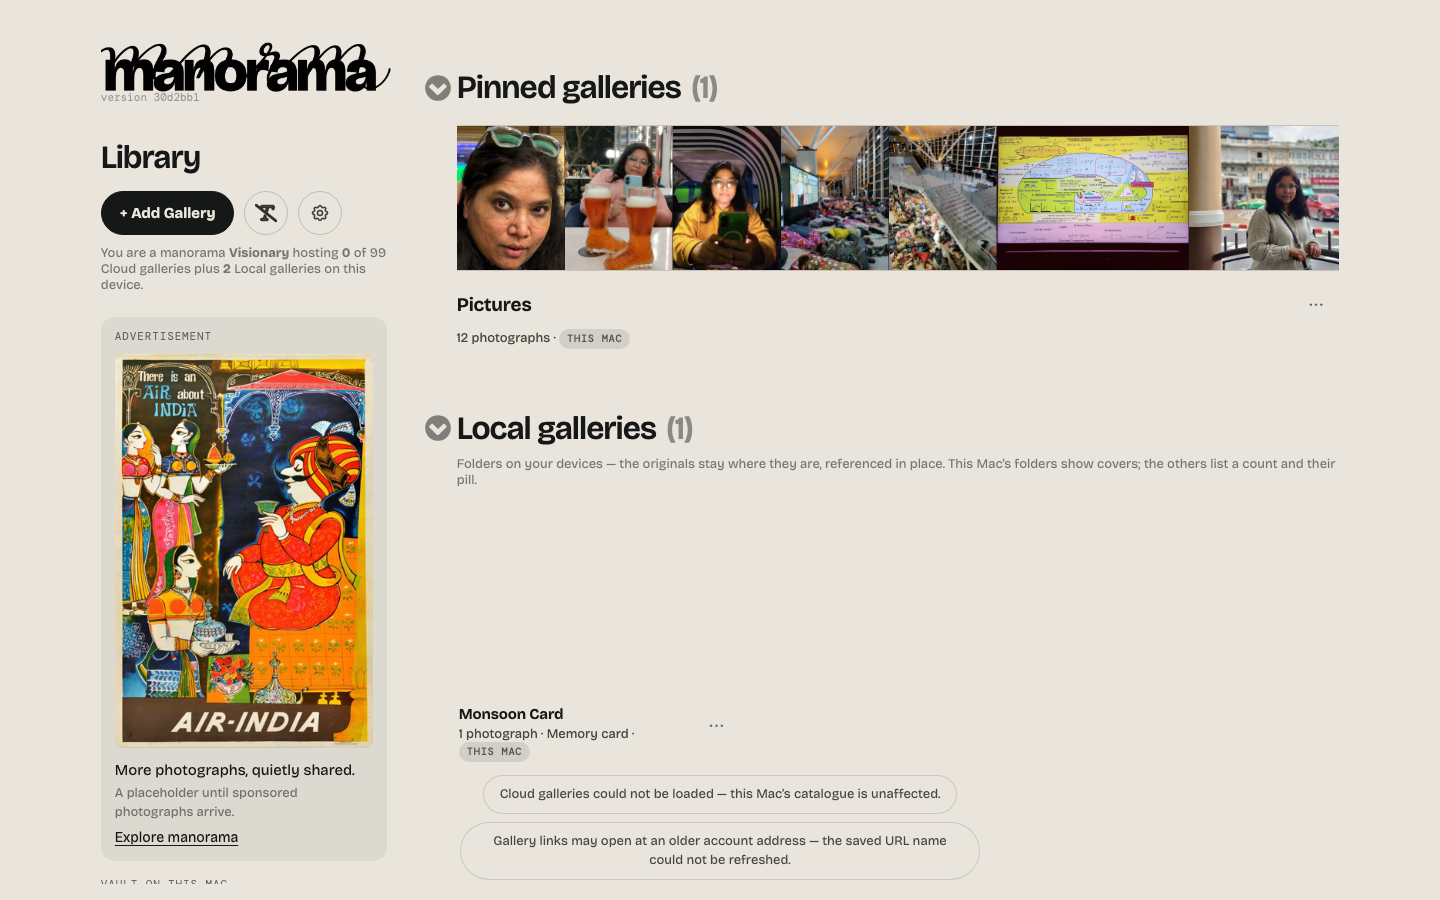 manorama
version 30d2bb1
Library
+ Add Gallery
You are a manorama Visionary hosting 0 of 99
Cloud galleries plus 2 Local galleries on this
device.
ADVERTISEMENT
There is an
AIR about
INDIA
AIR-INDIA
More photographs, quietly shared.
A placeholder until sponsored
photographs arrive.
Explore manorama
VAULT ON THIS MAC
Pinned galleries (1)
Pictures
12 photographs · THIS MAC
Local galleries (1)
Folders on your devices — the originals stay where they are, referenced in place. This Mac's folders show covers; the others list a count and their
pill.
Monsoon Card
1 photograph · Memory card ·
THIS MAC
Cloud galleries could not be loaded — this Mac's catalogue is unaffected.
Gallery links may open at an older account address — the saved URL name
could not be refreshed.